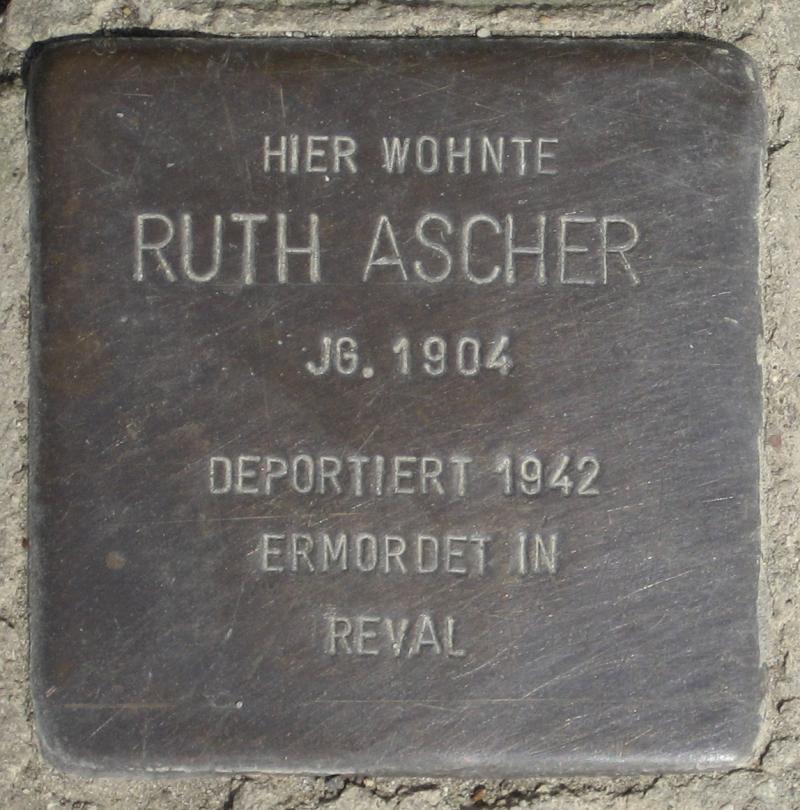 HIER WOHNTE
RUTH ASCHER
JG. 1904
DEPORTIERT 1942
ERMORDET IN
REVAL